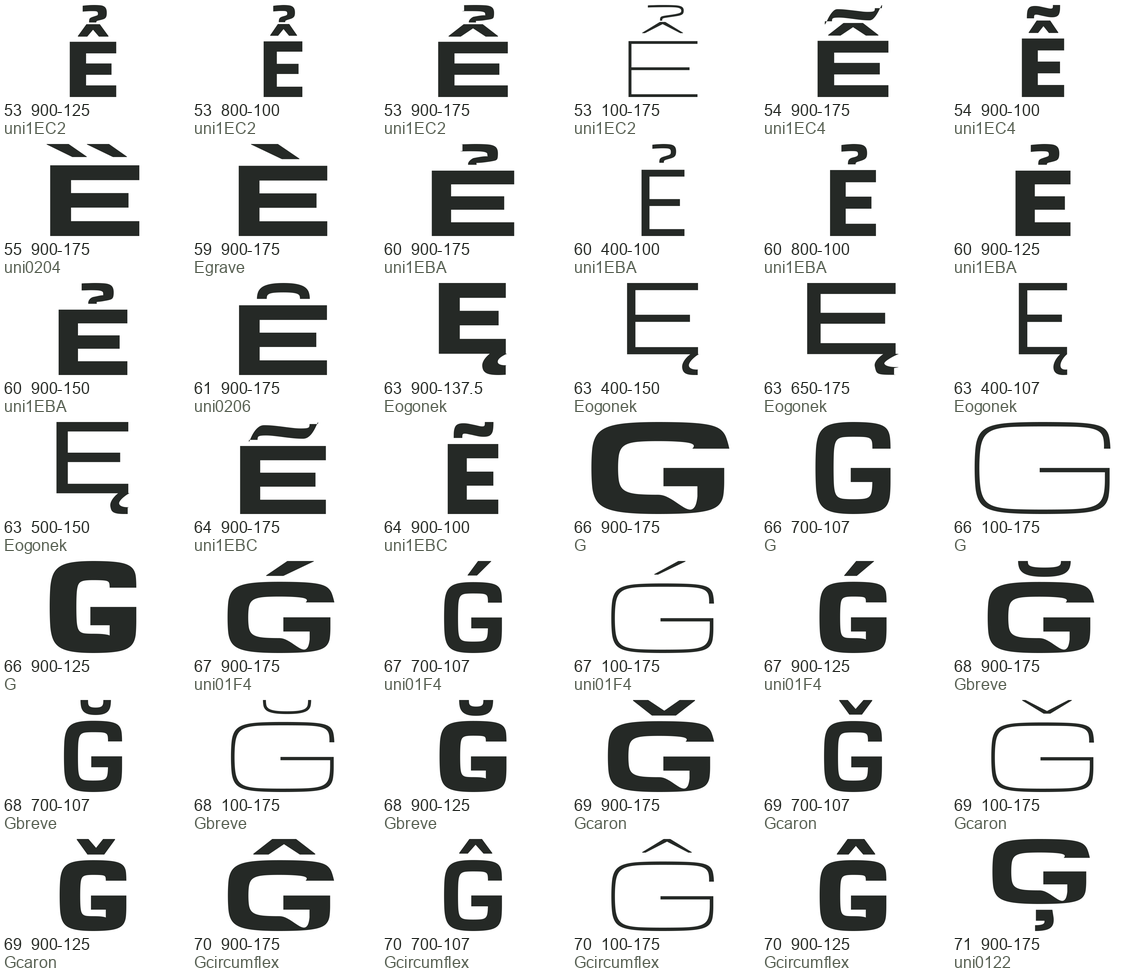 Ể Ể Ể Ể Ễ Ễ
53 900-125 53 800-100 53 900-175 53 100-175 54 900-175 54 900-100
uni1EC2 uni1EC2 uni1EC2 uni1EC2 uni1EC4 uni1EC4
Ȅ È Ẻ Ẻ Ẻ Ẻ
55 900-175 59 900-175 60 900-175 60 400-100 60 800-100 60 900-125
uni0204 Egrave uni1EBA uni1EBA uni1EBA uni1EBA
Ẻ Ȇ Ę Ę Ę Ę
60 900-150 61 900-175 63 900-137.5 63 400-150 63 650-175 63 400-107
uni1EBA uni0206 Eogonek Eogonek Eogonek Eogonek
Ę Ẽ Ẽ G G G
63 500-150 64 900-175 64 900-100 66 900-175 66 700-107 66 100-175
Eogonek uni1EBC uni1EBC G G G
G Ǵ Ǵ Ǵ Ǵ Ğ
66 900-125 67 900-175 67 700-107 67 100-175 67 900-125 68 900-175
G uni01F4 uni01F4 uni01F4 uni01F4 Gbreve
Ğ Ğ Ğ Ǧ Ǧ Ǧ
68 700-107 68 100-175 68 900-125 69 900-175 69 700-107 69 100-175
Gbreve Gbreve Gbreve Gcaron Gcaron Gcaron
Ǧ Ĝ Ĝ Ĝ Ĝ Ģ
69 900-125 70 900-175 70 700-107 70 100-175 70 900-125 71 900-175
Gcaron Gcircumflex Gcircumflex Gcircumflex Gcircumflex uni0122